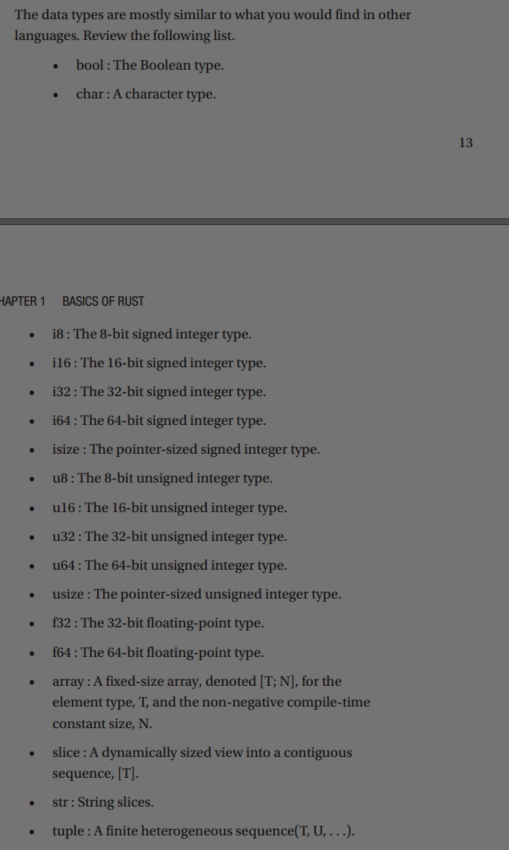 The data types are mostly similar to what you would find in other
languages. Review the following list.
• bool : The Boolean type.
• char : A character type.
13
HAPTER 1 BASICS OF RUST
• i8 : The 8-bit signed integer type.
• i16 : The 16-bit signed integer type.
• i32 : The 32-bit signed integer type.
• i64 : The 64-bit signed integer type.
• isize : The pointer-sized signed integer type.
• u8 : The 8-bit unsigned integer type.
• u16 : The 16-bit unsigned integer type.
• u32 : The 32-bit unsigned integer type.
• u64 : The 64-bit unsigned integer type.
• usize : The pointer-sized unsigned integer type.
• f32 : The 32-bit floating-point type.
• f64 : The 64-bit floating-point type.
• array : A fixed-size array, denoted [T; N], for the
element type, T, and the non-negative compile-time
constant size, N.
• slice : A dynamically sized view into a contiguous
sequence, [T].
• str : String slices.
• tuple : A finite heterogeneous sequence(T, U, . . .).